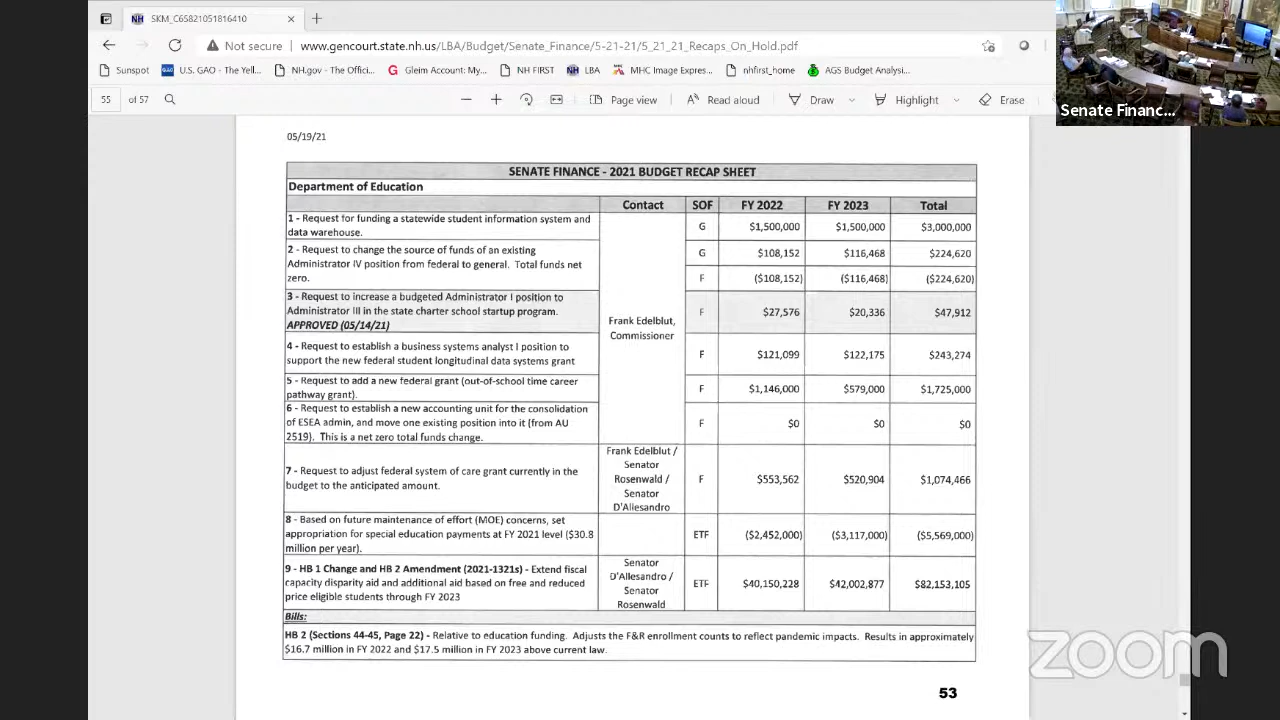 SKM_C65821051816410
Not secure | www.gencourt.state.nh.us/LBA/Budget/Senate_Finance/5-21-21/5_21_21_Recaps_On_Hold.pdf
Sunspot U.S. GAO - The Yell... NH.gov - The Offici... Gleim Account: My... NH FIRST LBA MHC Image Expres... nhfirst_home AGS Budget Analysi...
55 of 57 Page view Read aloud Draw Highlight Erase
Senate Financ...
05/19/21
SENATE FINANCE - 2021 BUDGET RECAP SHEET
Department of Education
Contact SOF FY 2022 FY 2023 Total
1 - Request for funding a statewide student information system and
data warehouse.
G $1,500,000 $1,500,000 $3,000,000
2 - Request to change the source of funds of an existing
Administrator IV position from federal to general. Total funds net
zero.
G $108,152 $116,468 $224,620
F ($108,152) ($116,468) ($224,620)
3 - Request to increase a budgeted Administrator I position to
Administrator III in the state charter school startup program.
APPROVED (05/14/21)
F $27,576 $20,336 $47,912
Frank Edelblut,
Commissioner
4 - Request to establish a business systems analyst I position to
support the new federal student longitudinal data systems grant
F $121,099 $122,175 $243,274
5 - Request to add a new federal grant (out-of-school time career
pathway grant).
F $1,146,000 $579,000 $1,725,000
6 - Request to establish a new accounting unit for the consolidation
of ESEA admin, and move one existing position into it (from AU
2519). This is a net zero total funds change.
F $0 $0 $0
7 - Request to adjust federal system of care grant currently in the
budget to the anticipated amount.
Frank Edelblut /
Senator
Rosenwald /
Senator
D'Allesandro
F $553,562 $520,904 $1,074,466
8 - Based on future maintenance of effort (MOE) concerns, set
appropriation for special education payments at FY 2021 level ($30.8
million per year).
ETF ($2,452,000) ($3,117,000) ($5,569,000)
9 - HB 1 Change and HB 2 Amendment (2021-1321s) - Extend fiscal
capacity disparity aid and additional aid based on free and reduced
price eligible students through FY 2023
Senator
D'Allesandro /
Senator
Rosenwald
ETF $40,150,228 $42,002,877 $82,153,105
Bills:
HB 2 (Sections 44-45, Page 22) - Relative to education funding. Adjusts the F&R enrollment counts to reflect pandemic impacts. Results in approximately
$16.7 million in FY 2022 and $17.5 million in FY 2023 above current law.
53
zoom